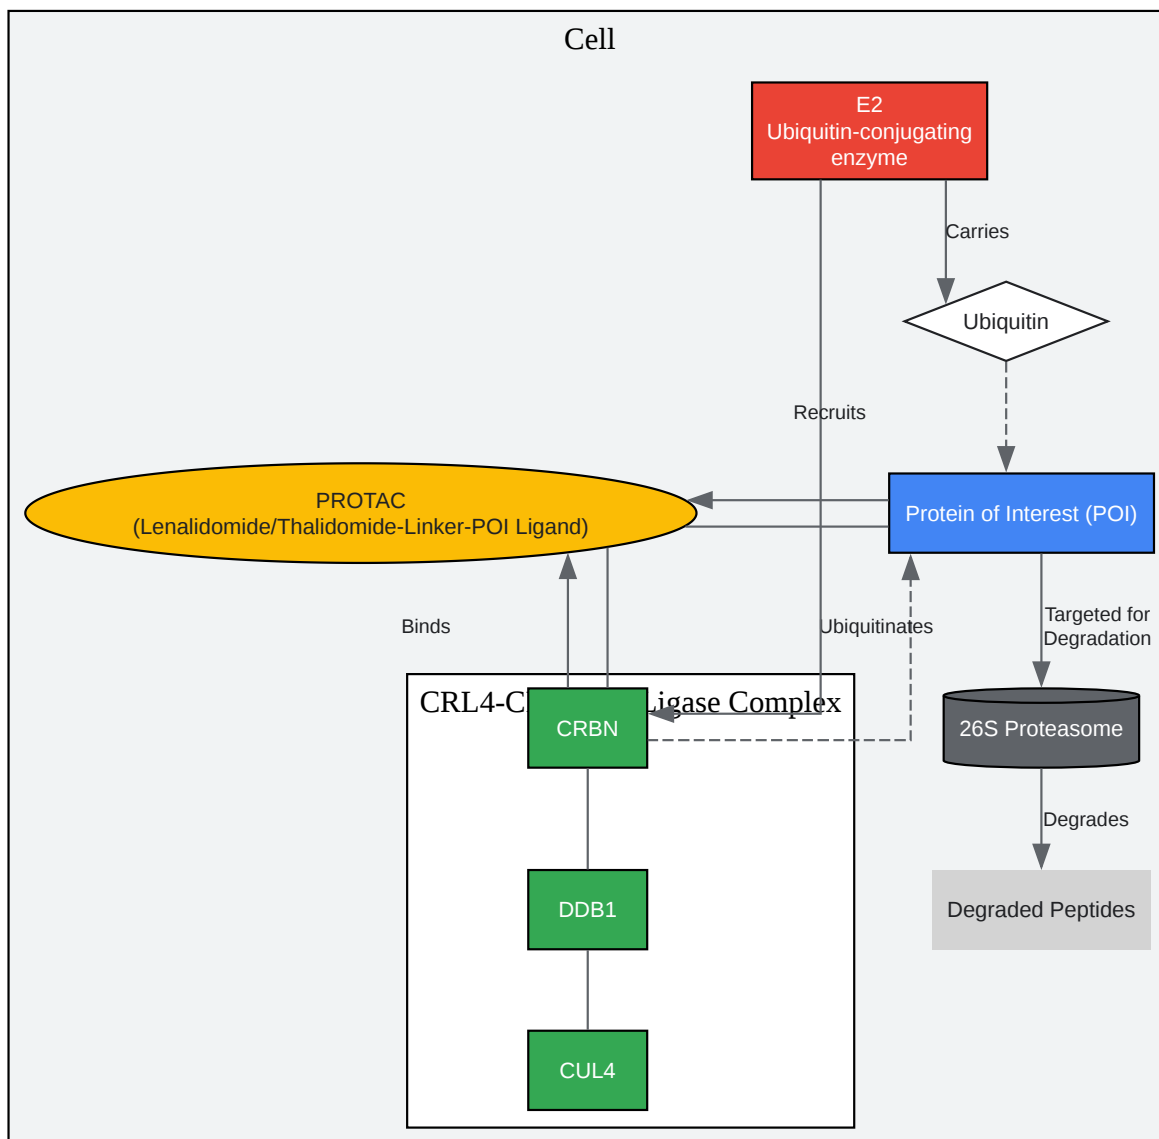 Cell
E2
Ubiquitin-conjugating
enzyme
Carries
Ubiquitin
Recruits
PROTAC
(Lenalidomide/Thalidomide-Linker-POI Ligand)
Protein of Interest (POI)
Binds
Ubiquitinates
Targeted for
Degradation
Ligase Complex
CRBN
26S Proteasome
Degrades
DDB1
Degraded Peptides
CUL4